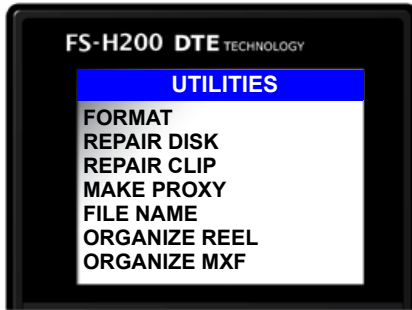 FS-H200 DTE TECHNOLOGY
UTILITIES
FORMAT
REPAIR DISK
REPAIR CLIP
MAKE PROXY
FILE NAME
ORGANIZE REEL
ORGANIZE MXF